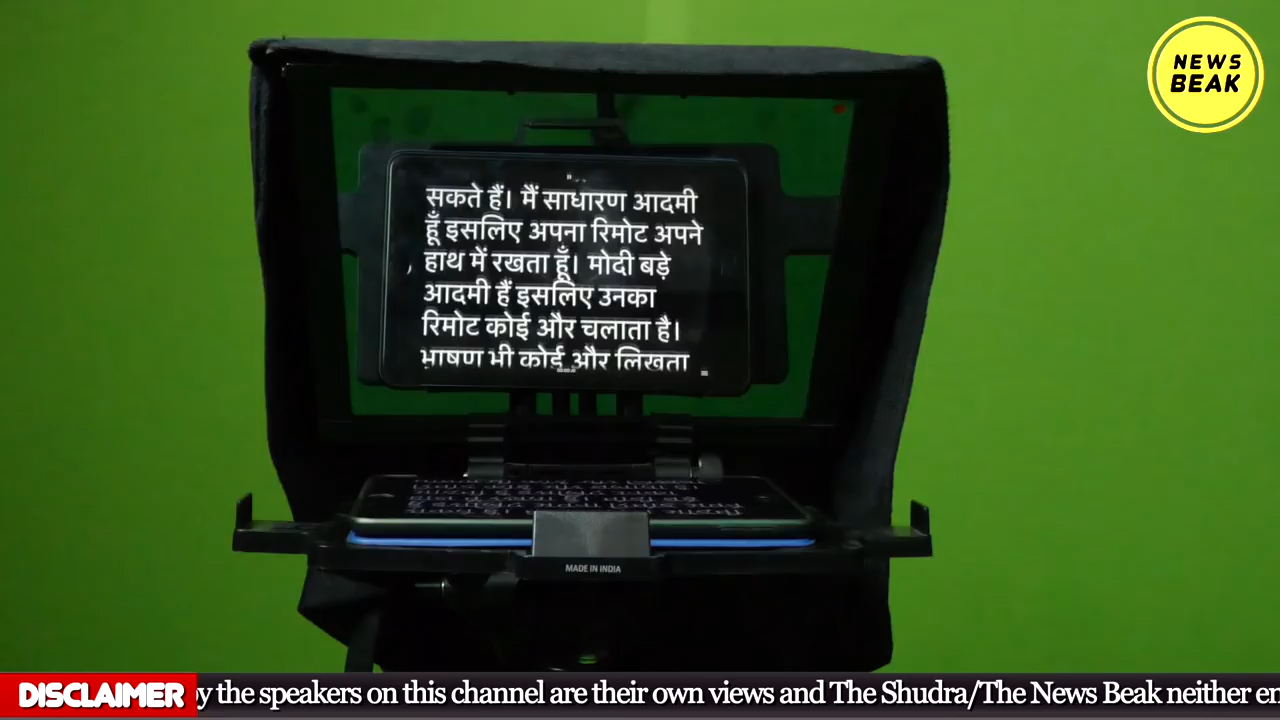 NEWS
BEAK
सकते हैं। मैं साधारण आदमी
हूँ इसलिए अपना रिमोट अपने
हाथ में रखता हूँ। मोदी बड़े
आदमी हैं इसलिए उनका
रिमोट कोई और चलाता है।
भाषण भी कोई और लिखता
MADE IN INDIA
DISCLAIMER y the speakers on this channel are their own views and The Shudra/The News Beak neither en